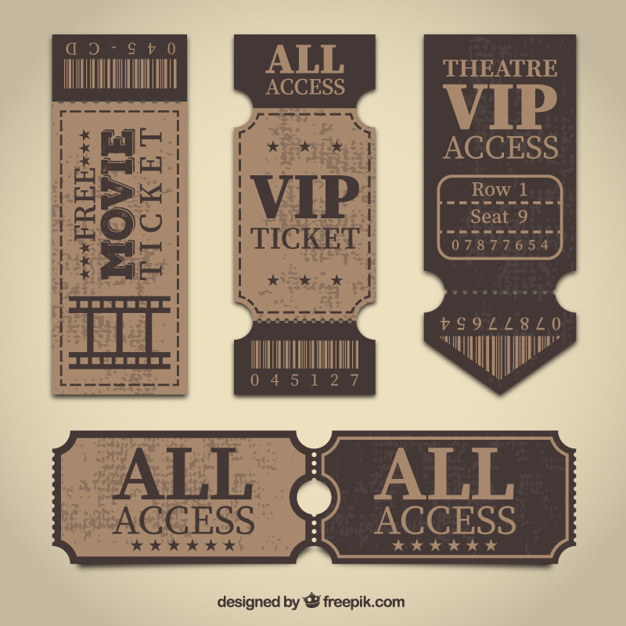 045-CD
FREE
MOVIE
TICKET
ALL
ACCESS
VIP
TICKET
045127
THEATRE
VIP
ACCESS
Row 1
Seat 9
07877654
07877654
ALL
ACCESS
ALL
ACCESS
designed by freepik.com